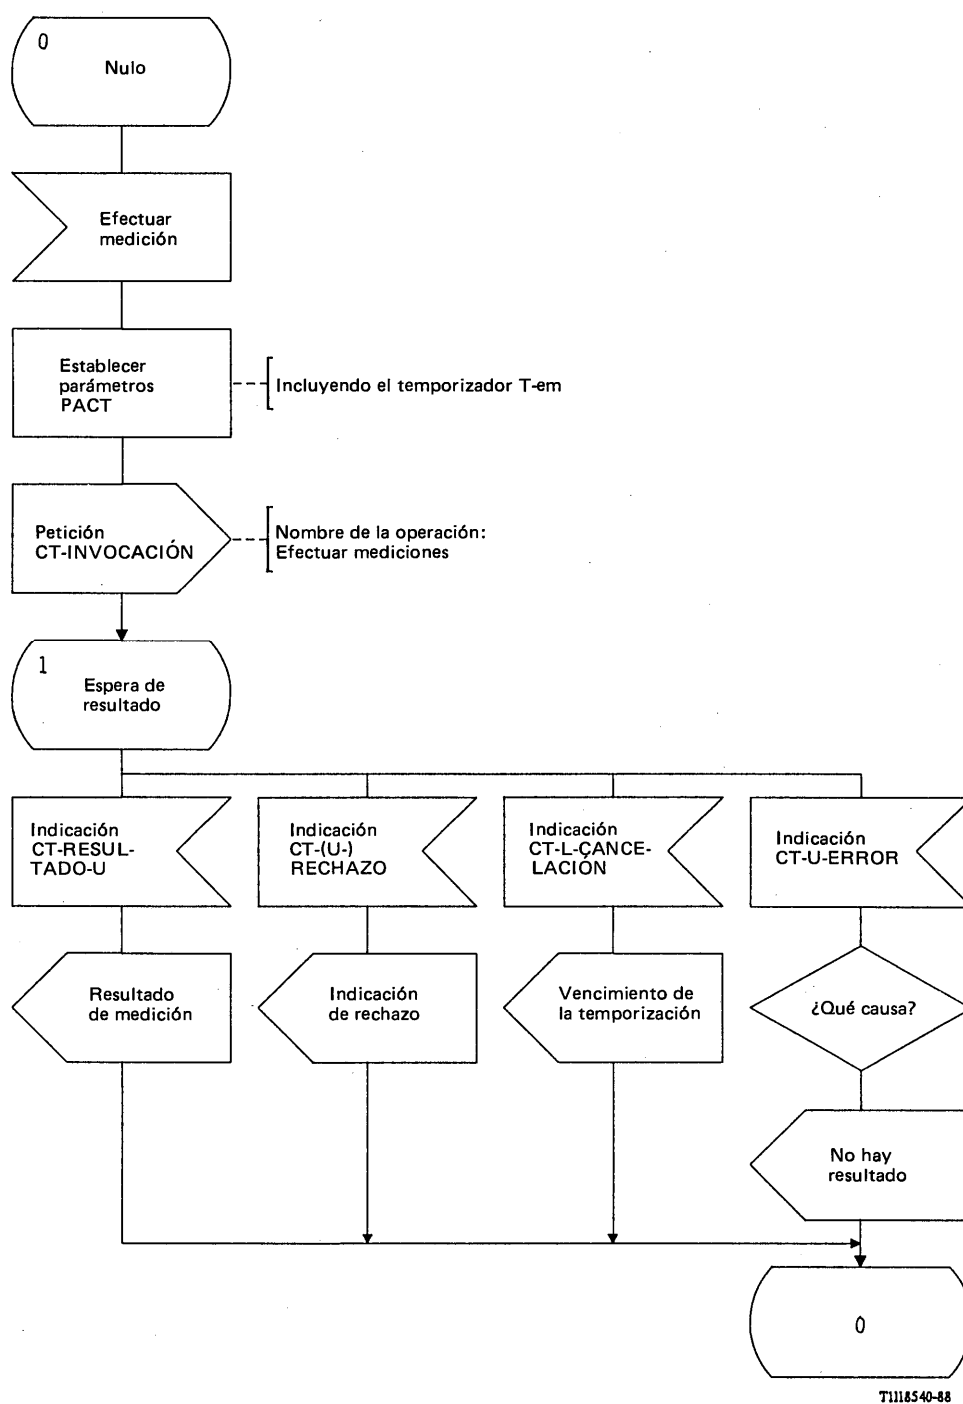 0
Nulo
Efectuar
medición
Establecer
parámetros
PACT
Incluyendo el temporizador T-em
Petición
CT-INVOCACIÓN
Nombre de la operación:
Efectuar mediciones
1
Espera de
resultado
Indicación
CT-RESUL-
TADO-U
Indicación
CT-(U-)
RECHAZO
Indicación
CT-L-CANCE-
LACIÓN
Indicación
CT-U-ERROR
Resultado
de medición
Indicación
de rechazo
Vencimiento de
la temporización
¿Qué causa?
No hay
resultado
0
T1118540-88